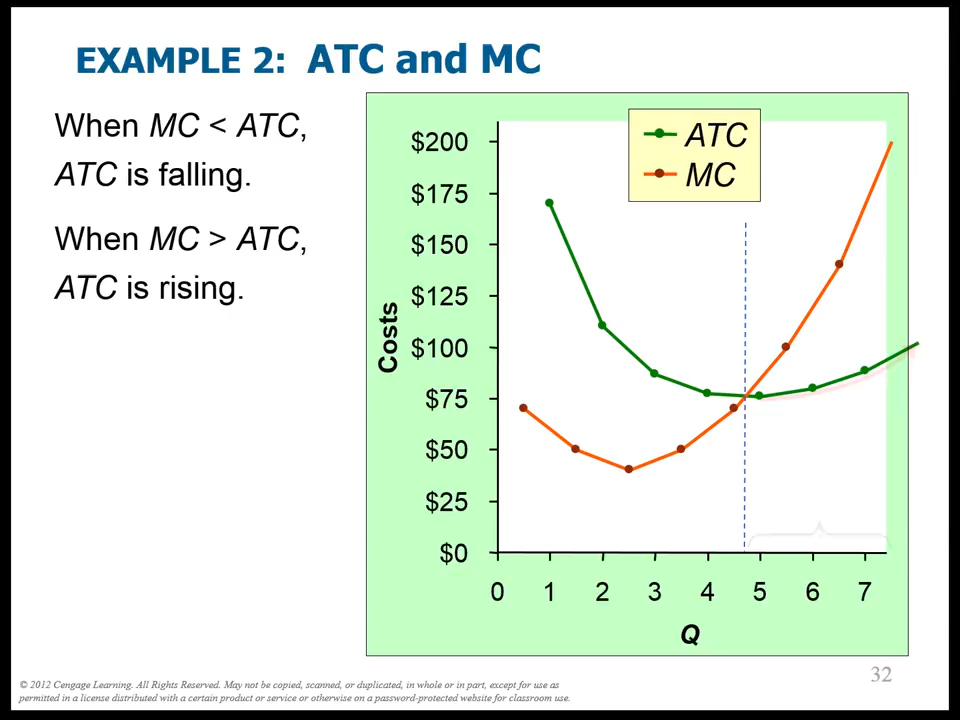 EXAMPLE 2: ATC and MC
When MC < ATC,
ATC is falling.
When MC > ATC,
ATC is rising.
ATC
MC
$200
$175
$150
$125
$100
$75
$50
$25
$0
Costs
0 1 2 3 4 5 6 7
Q
32
© 2012 Cengage Learning. All Rights Reserved. May not be copied, scanned, or duplicated, in whole or in part, except for use as
permitted in a license distributed with a certain product or service or otherwise on a password-protected website for classroom use.